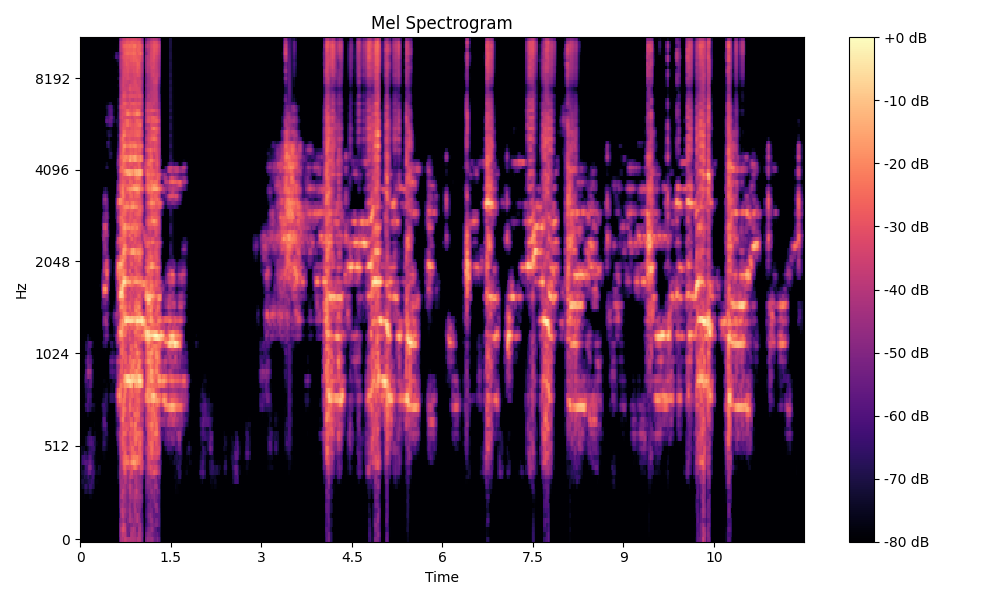 Mel Spectrogram
Hz
8192
4096
2048
1024
512
0
0 1.5 3 4.5 6 7.5 9 10
Time
+0 dB
-10 dB
-20 dB
-30 dB
-40 dB
-50 dB
-60 dB
-70 dB
-80 dB